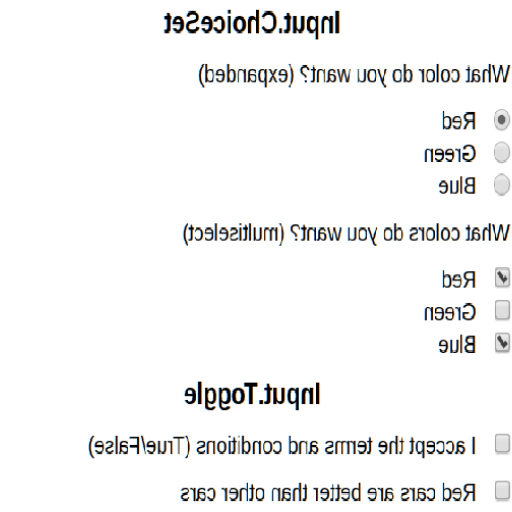 Input.ChoiceSet
What color do you want? (expanded)
Red
Green
Blue
What colors do you want? (multiselect)
Red
Green
Blue
Input.Toggle
I accept the terms and conditions (True/False)
Red cars are better than other cars